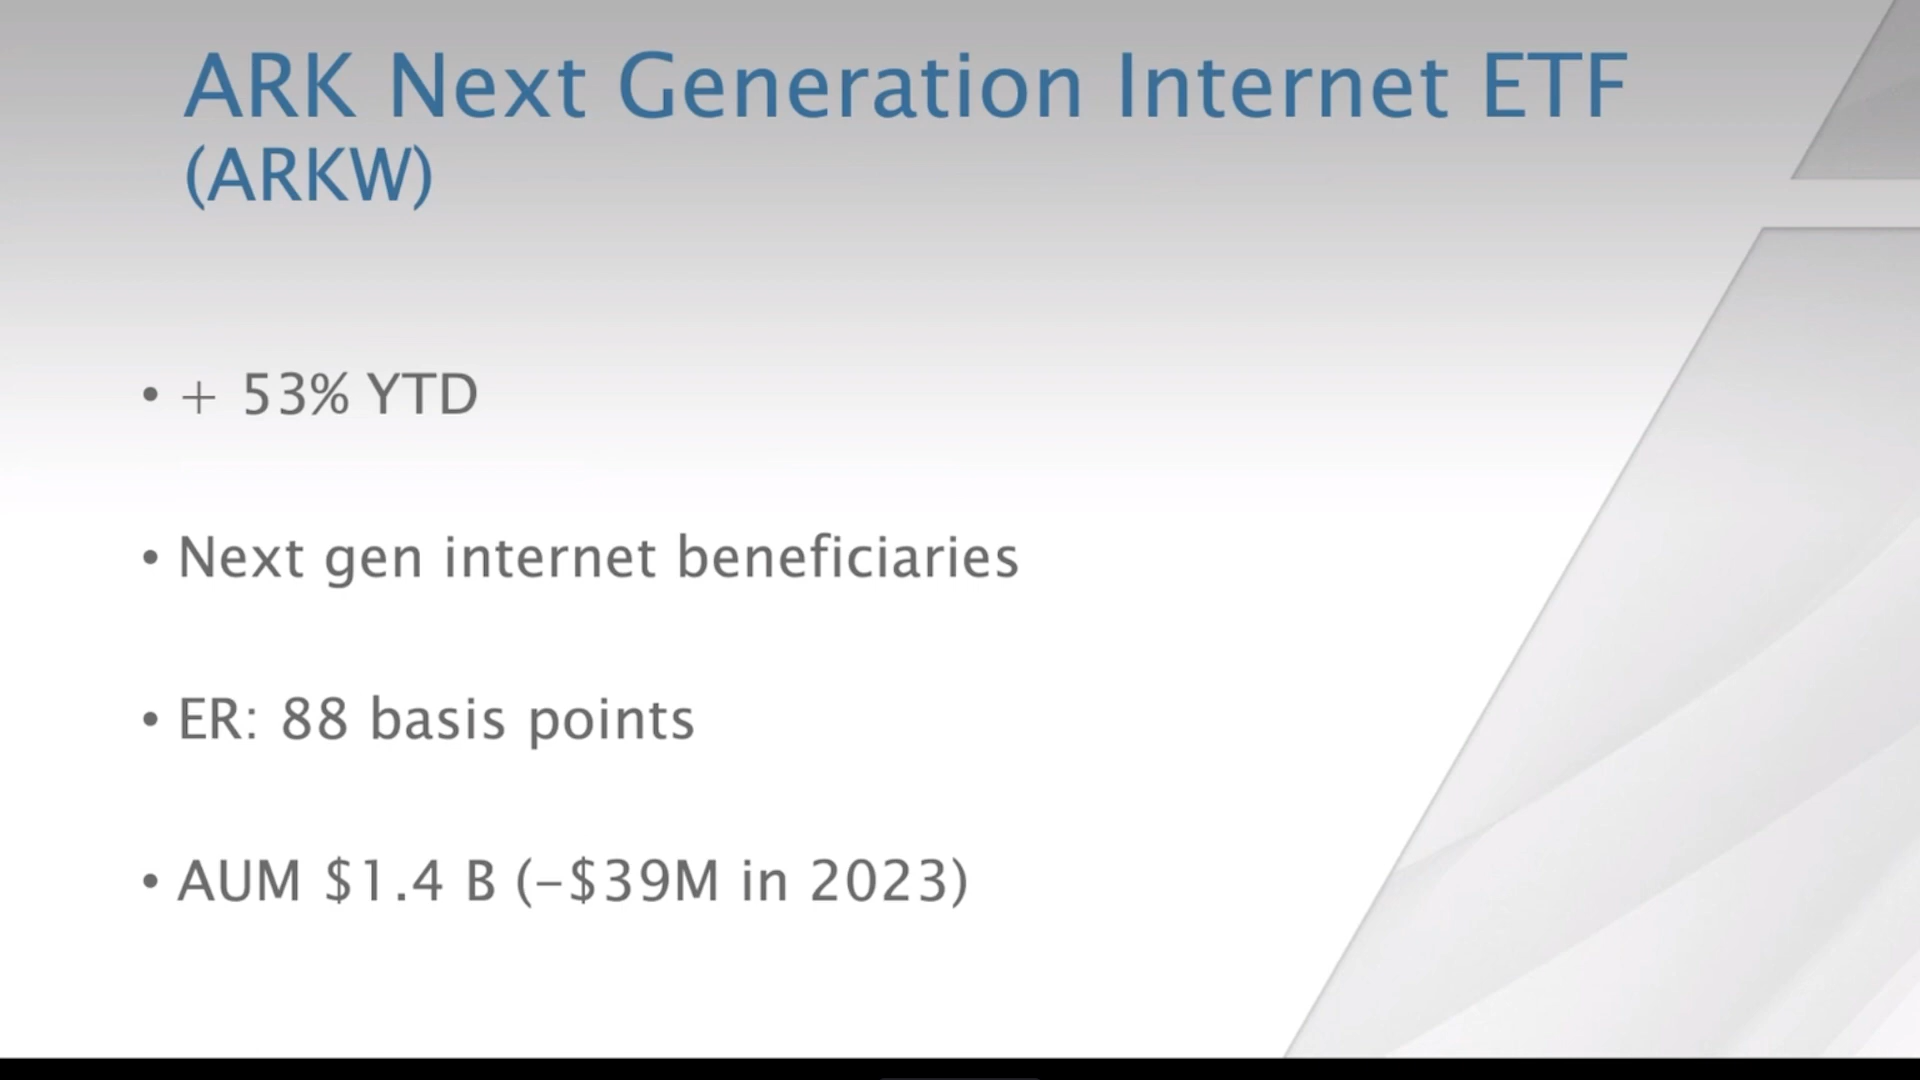 ARK Next Generation Internet ETF
(ARKW)
• + 53% YTD
• Next gen internet beneficiaries
• ER: 88 basis points
• AUM $1.4 B (-$39M in 2023)